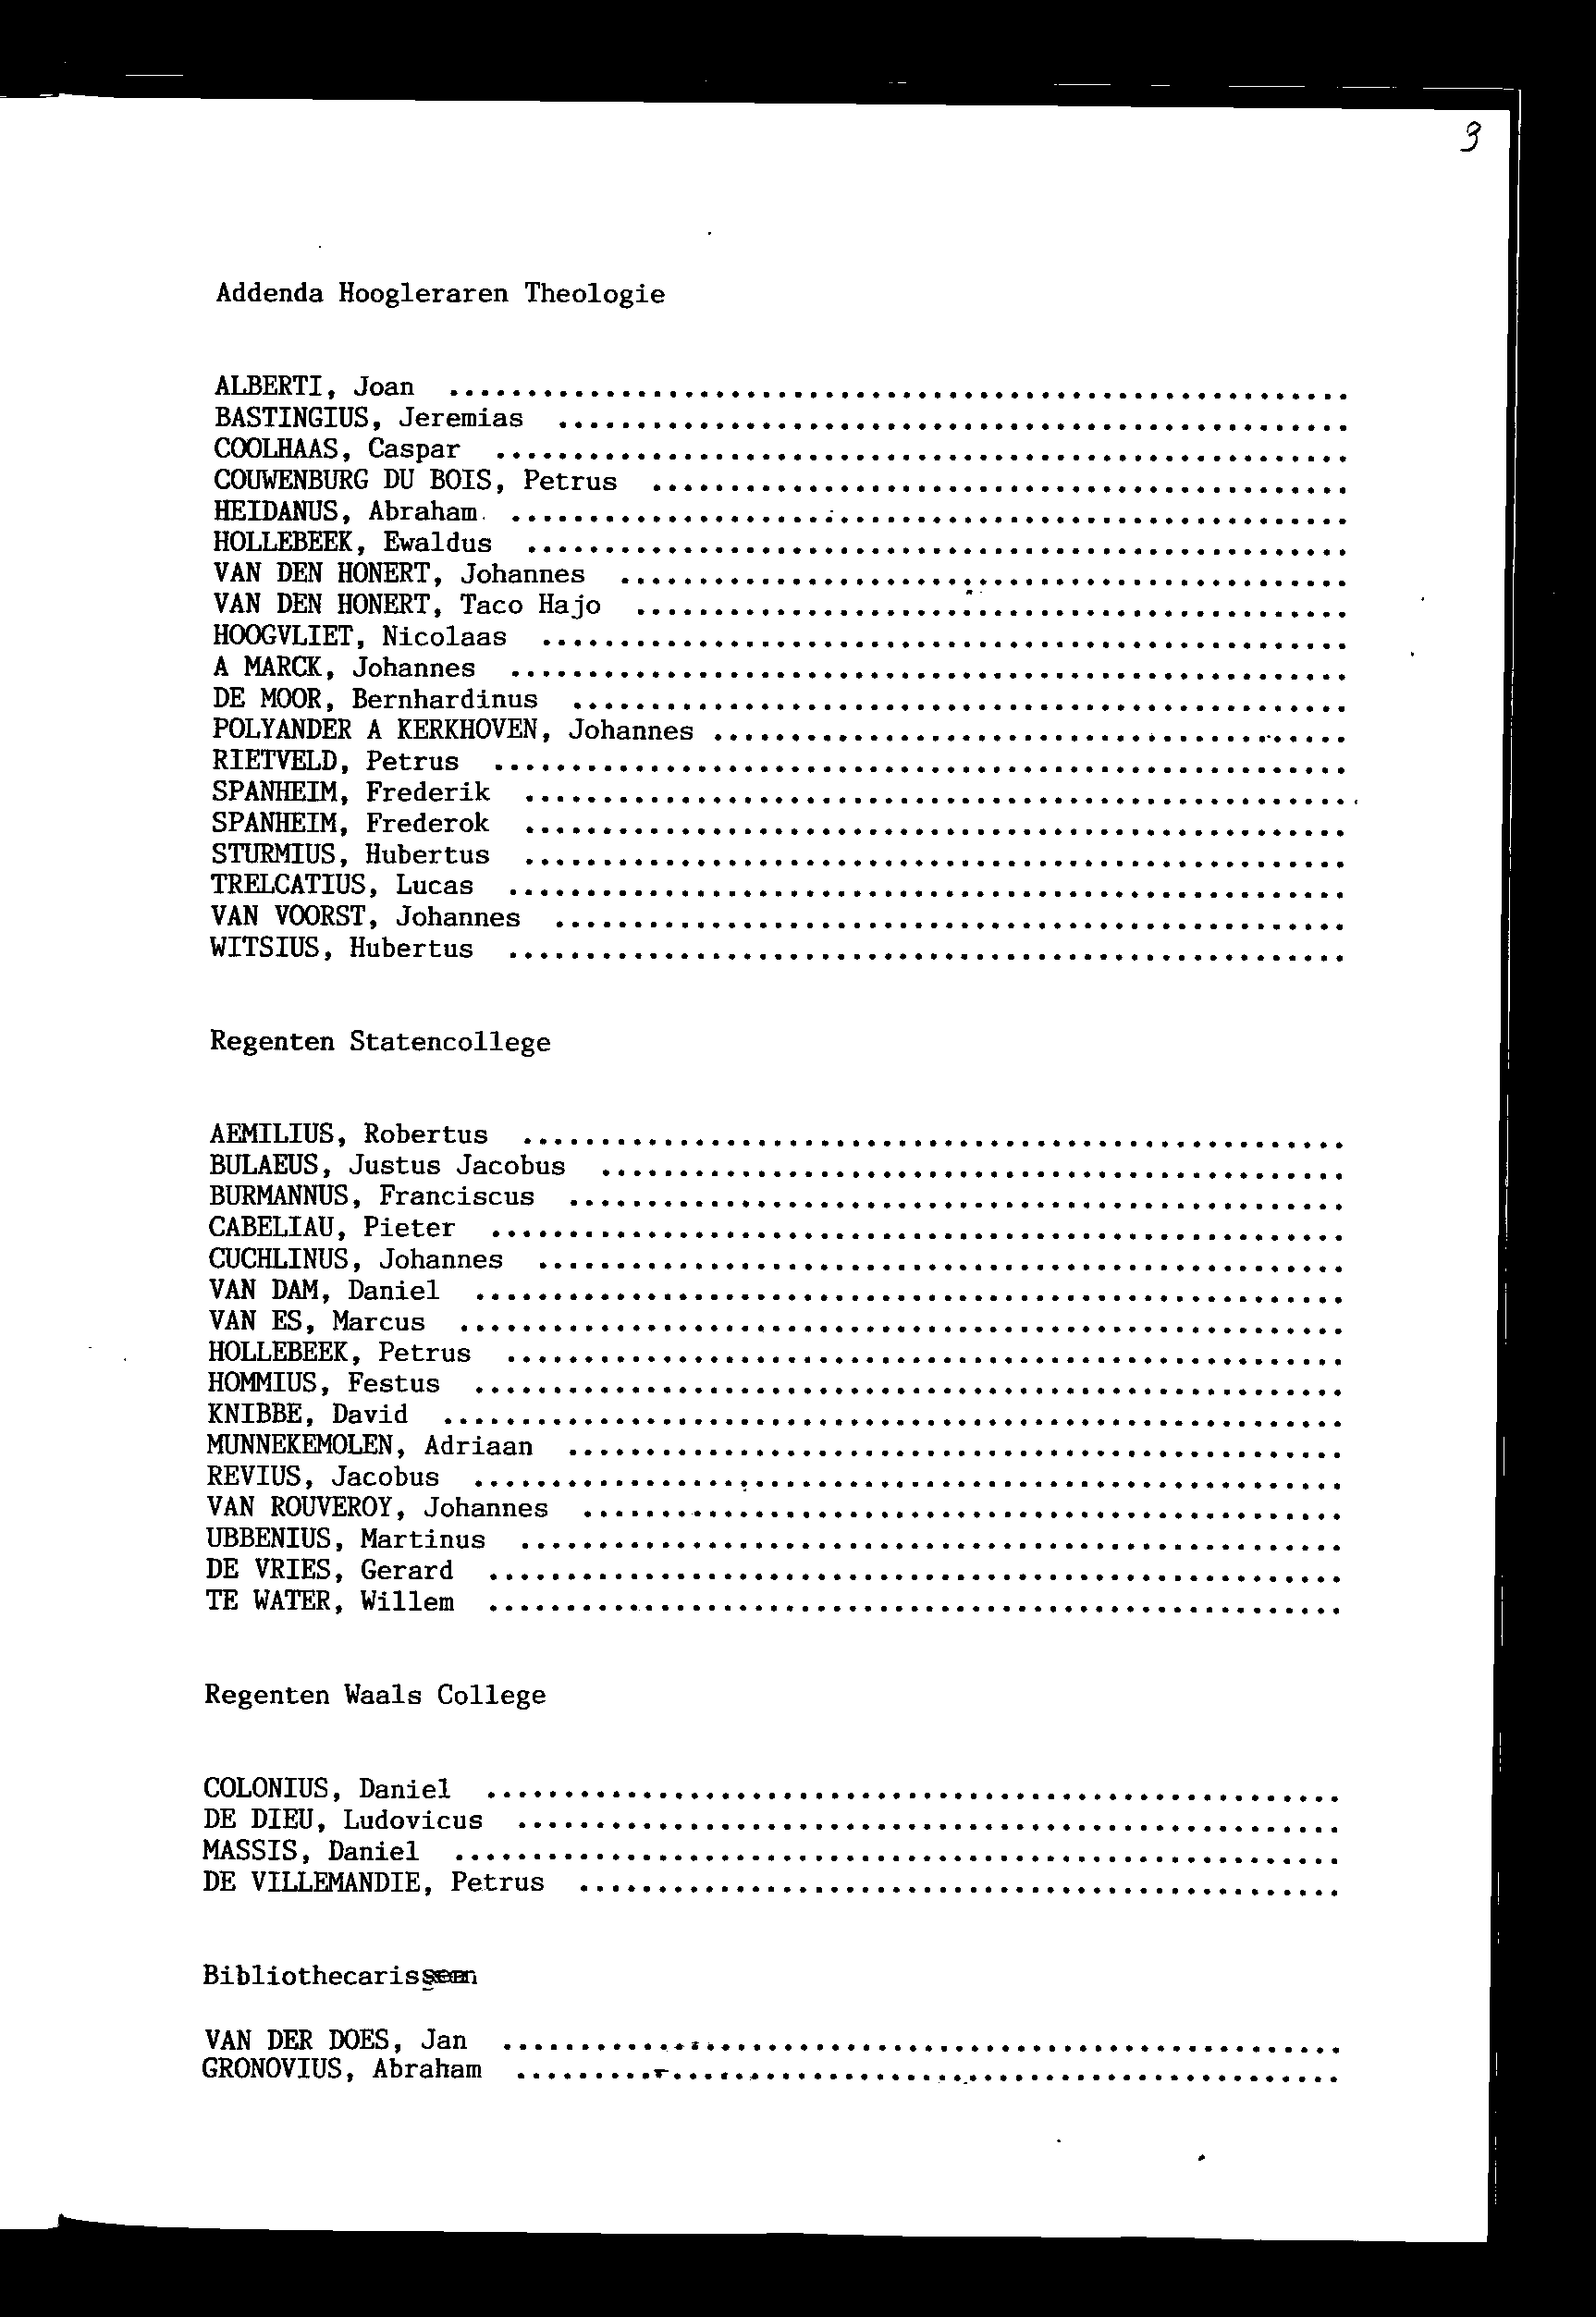 3
Addenda Hoogleraren Theologie
ALBERTI, Joan ..........................................................
BASTINGIUS, Jeremias ...................................................
COOLHAAS, Caspar .......................................................
COUWENBURG DU BOIS, Petrus .............................................
HEIDANUS, Abraham ......................................................
HOLLEBEEK, Ewaldus .....................................................
VAN DEN HONERT, Johannes ...............................................
VAN DEN HONERT, Taco Hajo ..............................................
HOOGVLIET, Nicolaas ....................................................
A MARCK, Johannes ......................................................
DE MOOR, Bernhardinus ..................................................
POLYANDER A KERKHOVEN, Johannes .........................................
RIETVELD, Petrus .......................................................
SPANHEIM, Frederik .....................................................
SPANHEIM, Frederok .....................................................
STURMIUS, Hubertus .....................................................
TRELCATIUS, Lucas ......................................................
VAN VOORST, Johannes ...................................................
WITSIUS, Hubertus ......................................................
Regenten Statencollege
AEMILIUS, Robertus .....................................................
BULAEUS, Justus Jacobus ................................................
BURMANNUS, Franciscus ..................................................
CABELIAU, Pieter .......................................................
CUCHLINUS, Johannes ....................................................
VAN DAM, Daniel ........................................................
VAN ES, Marcus .........................................................
HOLLEBEEK, Petrus ......................................................
HOMMIUS, Festus ........................................................
KNIBBE, David ..........................................................
MUNNEKEMOLEN, Adriaan ..................................................
REVIUS, Jacobus ........................................................
VAN ROUVEROY, Johannes .................................................
UBBENIUS, Martinus .....................................................
DE VRIES, Gerard .......................................................
TE WATER, Willem .......................................................
Regenten Waals College
COLONIUS, Daniel .......................................................
DE DIEU, Ludovicus .....................................................
MASSIS, Daniel .........................................................
DE VILLEMANDIE, Petrus .................................................
Bibliothecarissen
VAN DER DOES, Jan ......................................................
GRONOVIUS, Abraham .....................................................